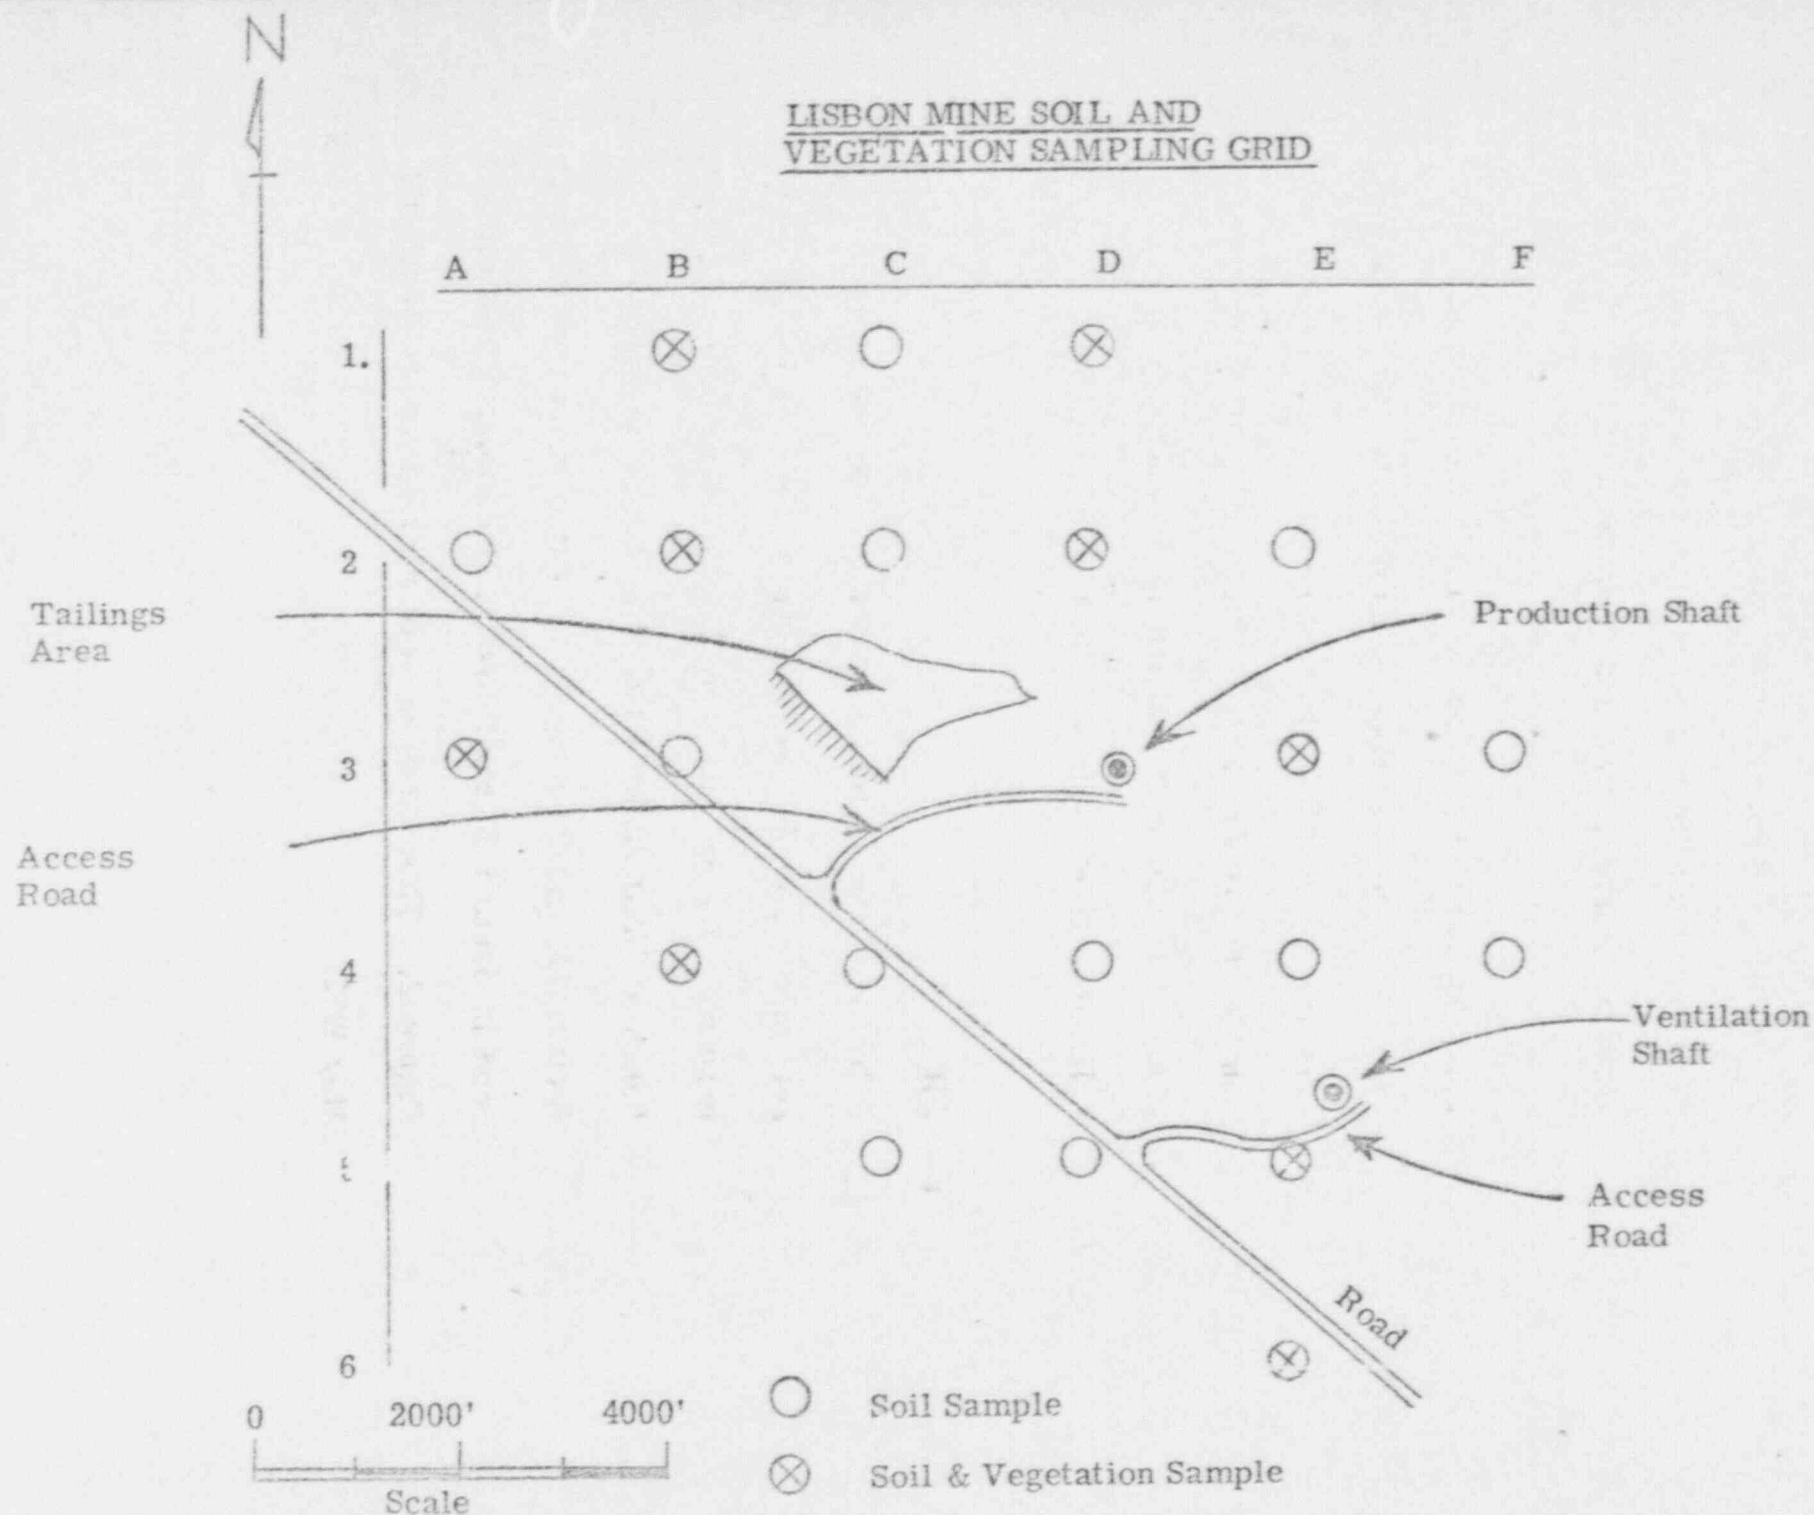 N
LISBON MINE SOIL AND
VEGETATION SAMPLING GRID
A B C D E F
1.
2
Tailings
Area
Production Shaft
3
Access
Road
4
Ventilation
Shaft
5
Access
Road
Road
6
0 2000' 4000'
Scale
Soil Sample
Soil & Vegetation Sample